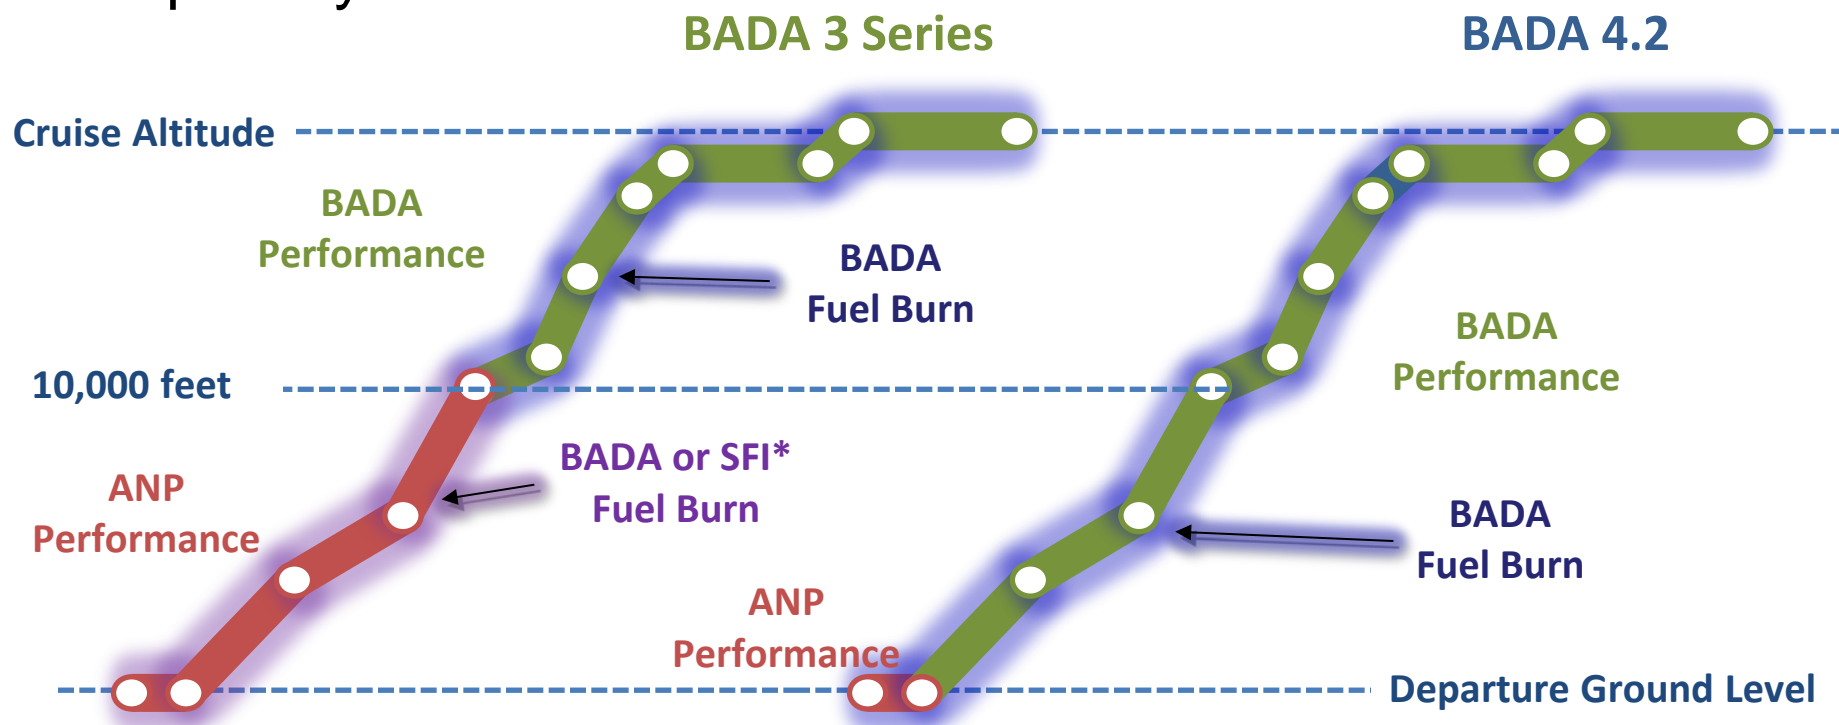 BADA 3 Series
BADA 4.2
Cruise Altitude
BADA
Performance
BADA
Fuel Burn
BADA
Performance
10,000 feet
BADA or SFI*
Fuel Burn
ANP
Performance
BADA
Fuel Burn
ANP
Performance
Departure Ground Level